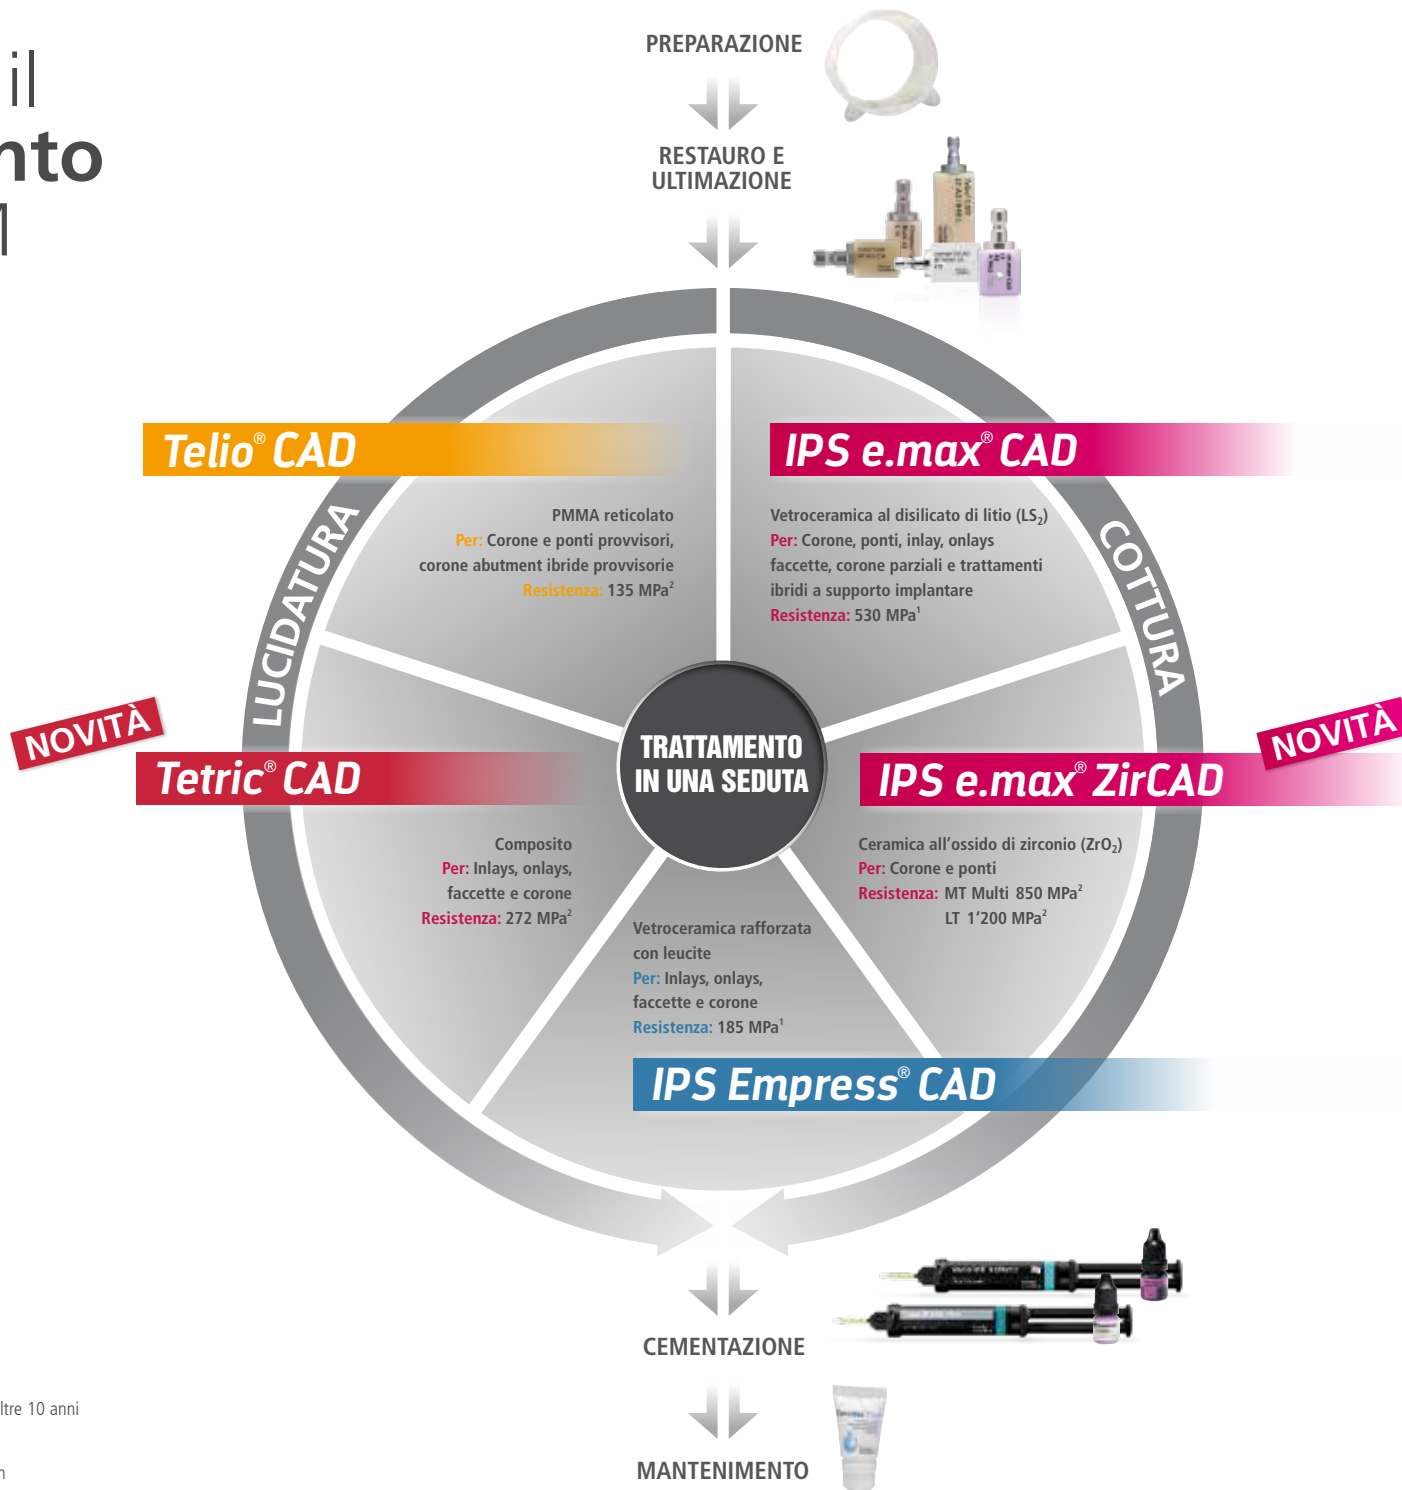 il
nto
PREPARAZIONE
RESTAURO E
ULTIMAZIONE
Telio® CAD
PMMA reticolato
Per: Corone e ponti provvisori,
corone abutment ibride provvisorie
Resistenza: 135 MPa²
IPS e.max® CAD
Vetroceramica al disilicato di litio (LS₂)
Per: Corone, ponti, inlay, onlays
faccette, corone parziali e trattamenti
ibridi a supporto implantare
Resistenza: 530 MPa¹
LUCIDATURA
COTTURA
NOVITÀ
Tetric® CAD
Composito
Per: Inlays, onlays,
faccette e corone
Resistenza: 272 MPa²
TRATTAMENTO
IN UNA SEDUTA
NOVITÀ
IPS e.max® ZirCAD
Ceramica all'ossido di zirconio (ZrO₂)
Per: Corone e ponti
Resistenza: MT Multi 850 MPa²
LT 1'200 MPa²
Vetroceramica rafforzata
con leucite
Per: Inlays, onlays,
faccette e corone
Resistenza: 185 MPa¹
IPS Empress® CAD
CEMENTAZIONE
MANTENIMENTO
ltre 10 anni